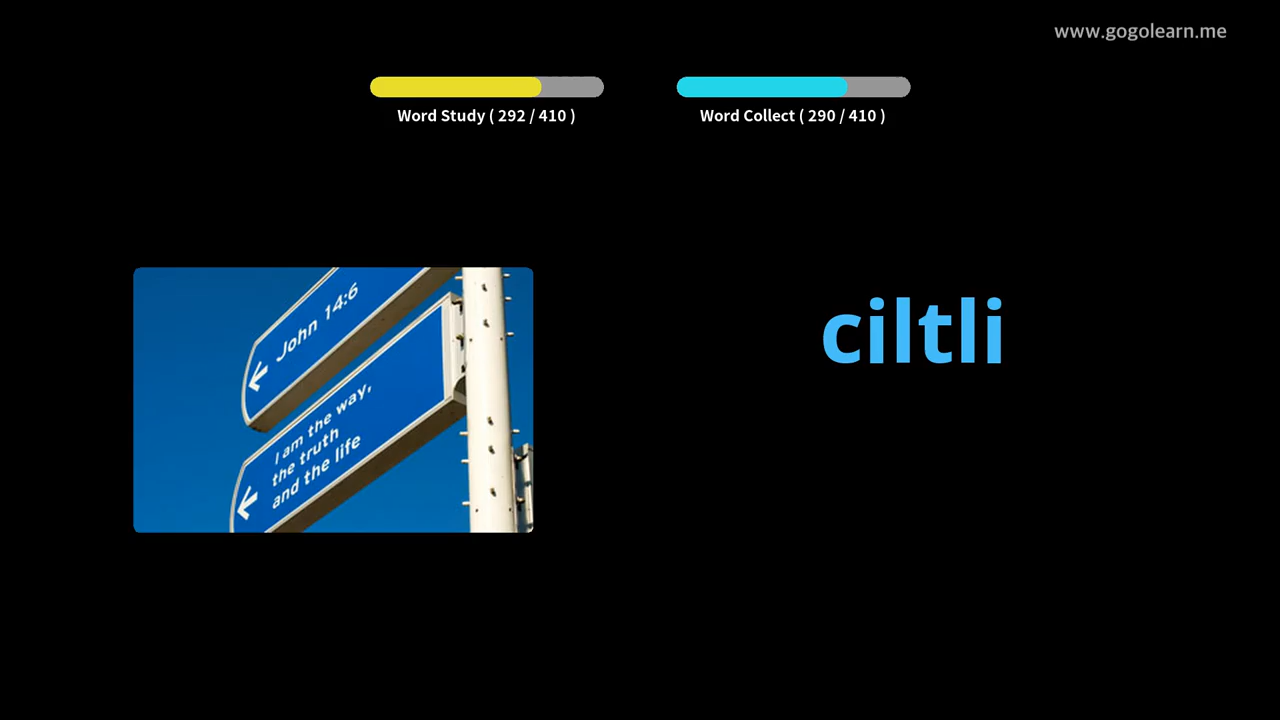 www.gogolearn.me
Word Study ( 292 / 410 )
Word Collect ( 290 / 410 )
John 14:6
I am the way,
the truth
and the life
ciltli